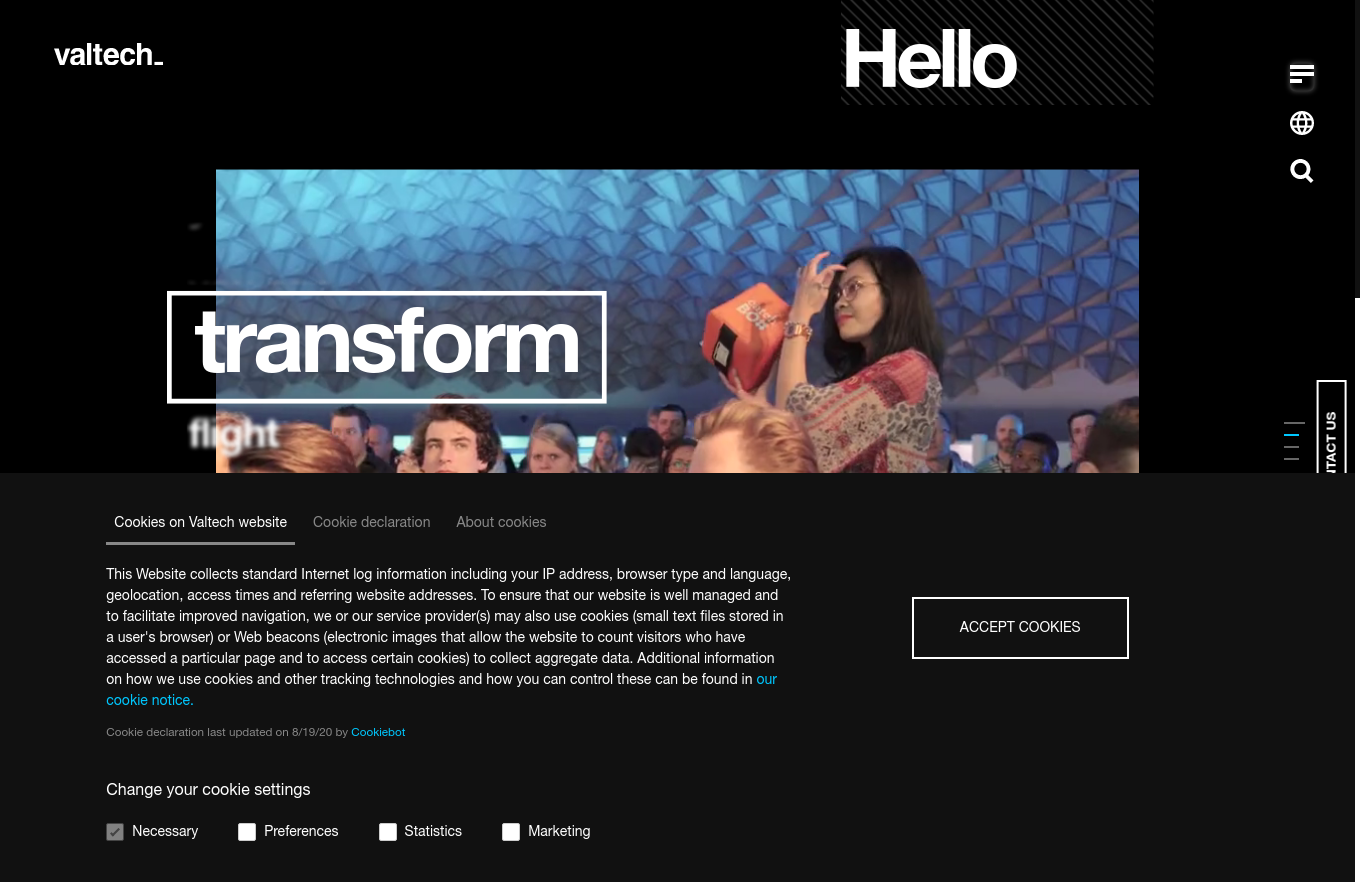 valtech_
Hello
transform
flight
CONTACT US
Cookies on Valtech website
Cookie declaration
About cookies
This Website collects standard Internet log information including your IP address, browser type and language,
geolocation, access times and referring website addresses. To ensure that our website is well managed and
to facilitate improved navigation, we or our service provider(s) may also use cookies (small text files stored in
a user's browser) or Web beacons (electronic images that allow the website to count visitors who have
accessed a particular page and to access certain cookies) to collect aggregate data. Additional information
on how we use cookies and other tracking technologies and how you can control these can be found in our
cookie notice.
Cookie declaration last updated on 8/19/20 by Cookiebot
ACCEPT COOKIES
Change your cookie settings
Necessary
Preferences
Statistics
Marketing